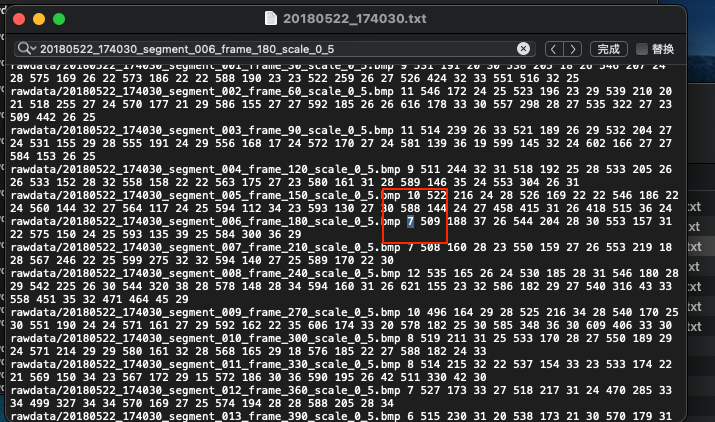 20180522_174030.txt
20180522_174030_segment_006_frame_180_scale_0_5
完成
替换
rawdata/20180522_174030_segment_001_frame_30_scale_0_5.bmp 9 531 191 20 30 538 203 18 26 546 207 24
28 575 169 26 22 573 186 22 22 588 190 23 23 522 259 26 27 526 424 32 33 551 516 32 25
rawdata/20180522_174030_segment_002_frame_60_scale_0_5.bmp 11 546 172 24 25 523 196 23 29 539 210 20
21 518 255 27 24 570 177 21 29 586 155 27 27 592 185 26 26 616 178 33 30 557 298 28 27 535 322 27 23
509 442 26 25
rawdata/20180522_174030_segment_003_frame_90_scale_0_5.bmp 11 514 239 26 33 521 189 26 29 532 204 27
24 531 155 29 28 555 191 24 29 556 168 17 24 572 170 27 24 581 139 36 19 599 145 32 24 602 166 27 27
584 153 26 25
rawdata/20180522_174030_segment_004_frame_120_scale_0_5.bmp 9 511 244 32 31 518 192 25 28 533 205 26
26 533 152 28 32 558 158 22 22 563 175 27 23 580 161 31 28 589 146 35 24 553 304 26 31
rawdata/20180522_174030_segment_005_frame_150_scale_0_5.bmp 10 522 216 24 28 526 169 22 22 546 186 22
24 560 144 32 27 564 117 24 25 594 112 34 23 593 130 27 30 588 144 24 27 458 415 31 26 418 515 36 24
rawdata/20180522_174030_segment_006_frame_180_scale_0_5.bmp 7 509 188 37 26 544 204 28 30 553 157 31
22 575 150 24 25 593 135 39 25 584 300 36 29
rawdata/20180522_174030_segment_007_frame_210_scale_0_5.bmp 7 508 160 28 23 550 159 27 26 553 219 18
28 567 246 22 25 599 275 32 32 594 140 27 25 589 170 22 30
rawdata/20180522_174030_segment_008_frame_240_scale_0_5.bmp 12 535 165 26 24 530 185 28 31 546 180 28
29 542 225 26 30 544 320 38 28 578 148 28 34 594 160 31 26 621 155 23 32 586 182 29 27 540 316 43 33
558 451 35 32 471 464 45 29
rawdata/20180522_174030_segment_009_frame_270_scale_0_5.bmp 10 496 164 29 28 525 216 34 28 540 170 25
30 551 190 24 24 571 161 27 29 592 162 22 35 606 174 33 20 578 182 25 30 585 348 36 30 609 406 33 30
rawdata/20180522_174030_segment_010_frame_300_scale_0_5.bmp 8 519 211 31 25 533 170 28 27 550 189 29
24 571 214 29 29 580 161 32 28 568 165 29 18 576 185 22 27 588 182 24 33
rawdata/20180522_174030_segment_011_frame_330_scale_0_5.bmp 8 514 215 32 22 537 154 33 23 533 174 22
21 569 150 34 23 567 172 29 15 572 186 30 36 590 195 26 42 511 330 42 30
rawdata/20180522_174030_segment_012_frame_360_scale_0_5.bmp 7 527 173 33 27 518 217 31 24 470 285 33
34 499 327 34 34 570 169 27 25 574 194 28 28 588 205 28 34
rawdata/20180522_174030_segment_013_frame_390_scale_0_5.bmp 6 515 230 31 20 538 173 21 30 570 179 31
txt
txt
txt
txt
txt
txt
txt